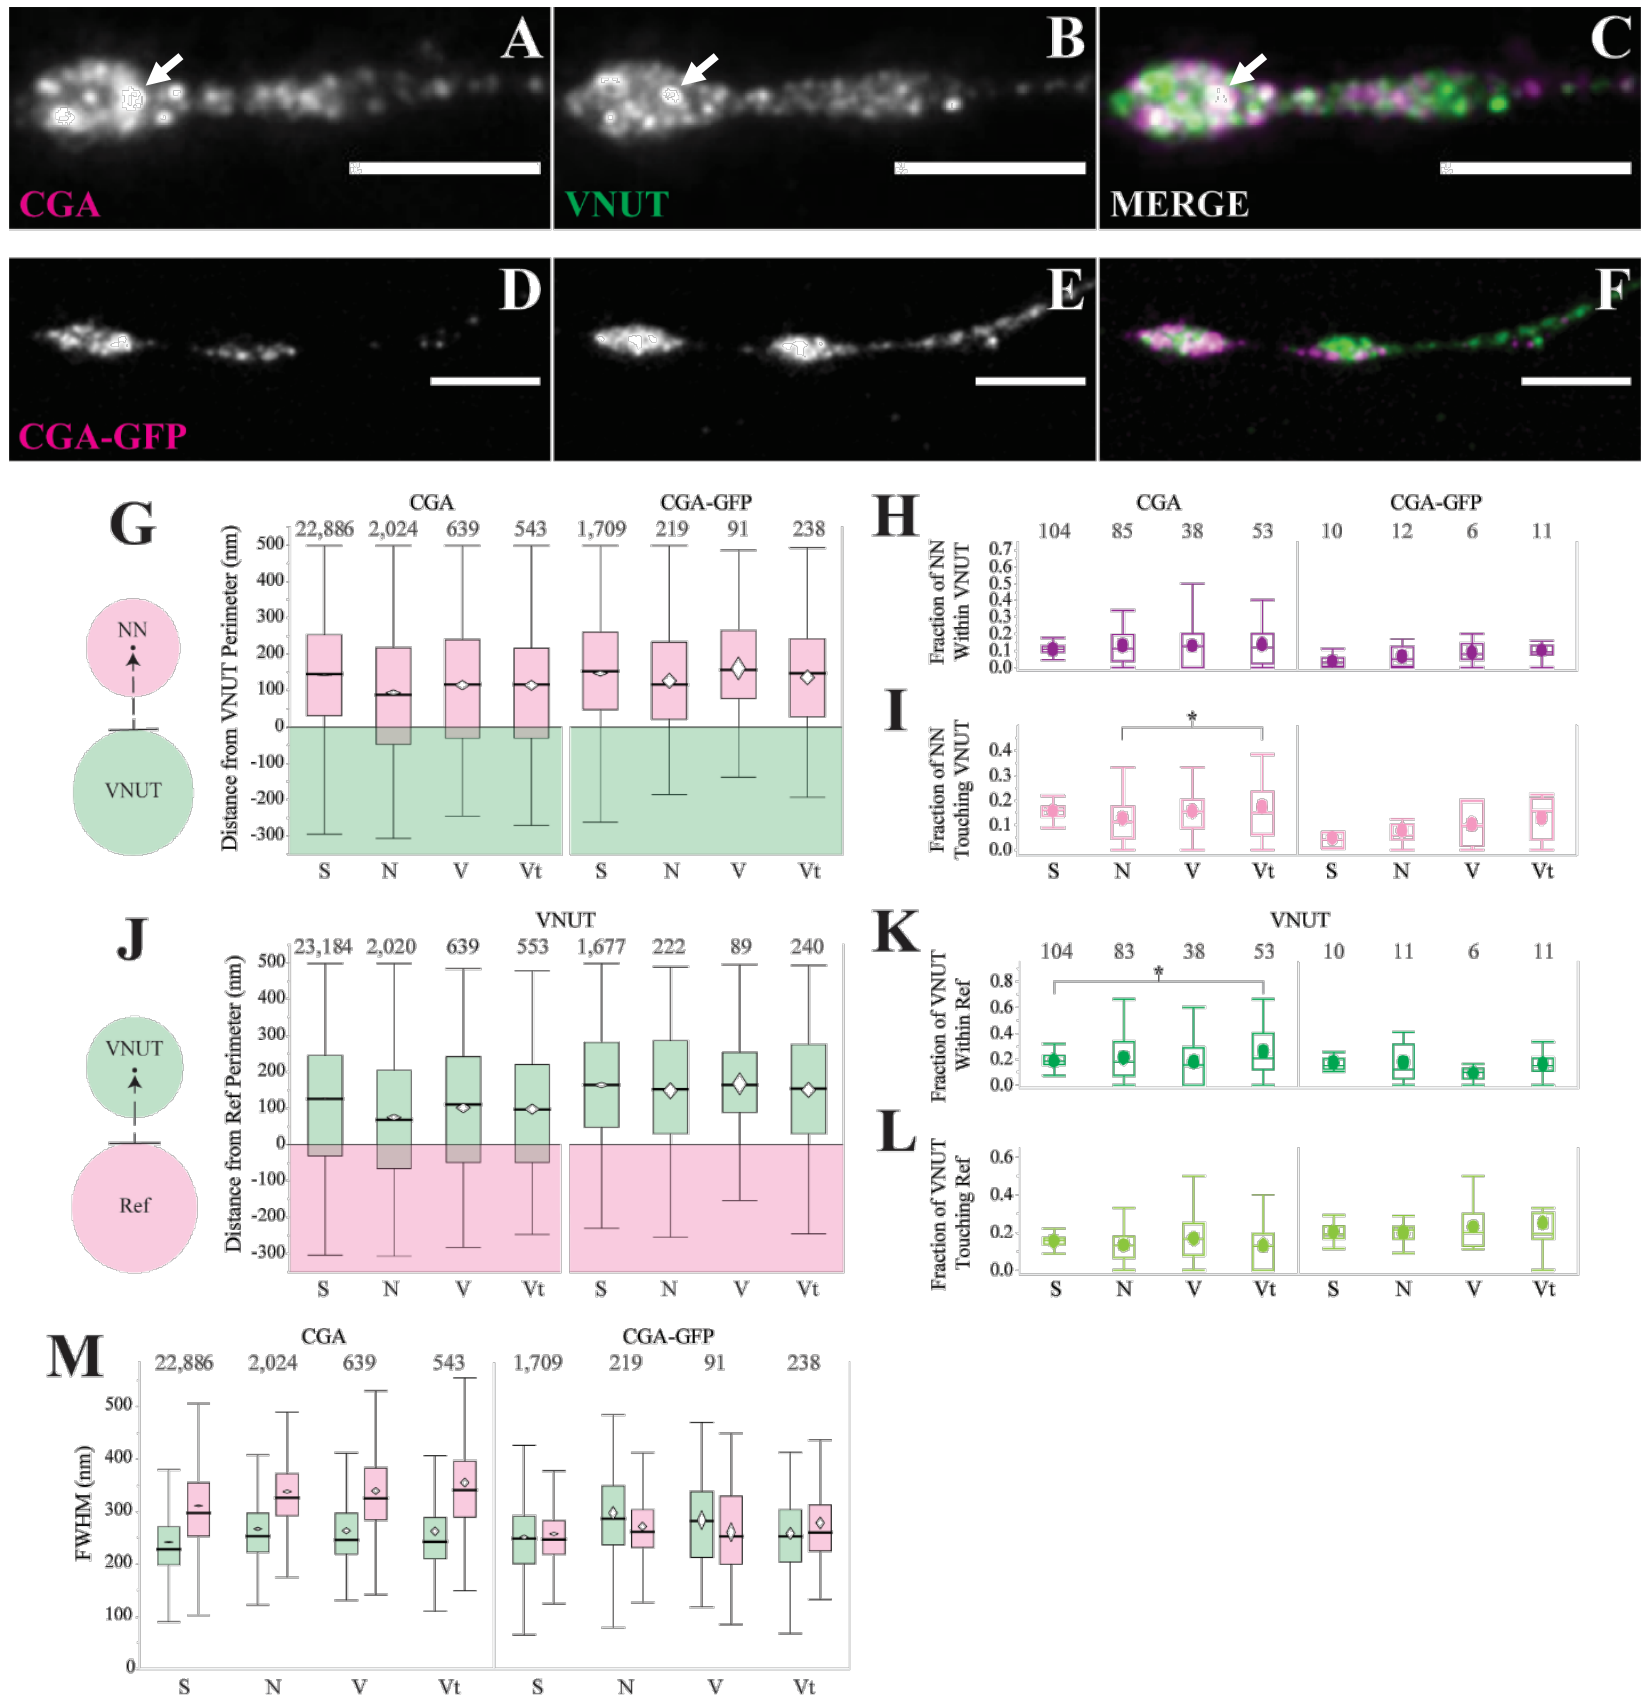 A
B
C
CGA
VNUT
MERGE
D
E
F
CGA-GFP
G
CGA CGA-GFP
22,886 2,024 639 543 1,709 219 91 238
Distance from VNUT Perimeter (nm)
500
400
300
200
100
0
-100
-200
-300
NN
VNUT
S N V Vt S N V Vt
H
CGA CGA-GFP
104 85 38 53 10 12 6 11
Fraction of NN
Within VNUT
0.7
0.6
0.5
0.4
0.3
0.2
0.1
0.0
I
*
Fraction of NN
Touching VNUT
0.4
0.3
0.2
0.1
0.0
S N V Vt S N V Vt
J
VNUT
23,184 2,020 639 553 1,677 222 89 240
Distance from Ref Perimeter (nm)
500
400
300
200
100
0
-100
-200
-300
VNUT
Ref
S N V Vt S N V Vt
K
VNUT
104 83 38 53 10 11 6 11
*
Fraction of VNUT
Within Ref
0.8
0.6
0.4
0.2
0.0
L
Fraction of VNUT
Touching Ref
0.6
0.4
0.2
0.0
S N V Vt S N V Vt
M
CGA CGA-GFP
22,886 2,024 639 543 1,709 219 91 238
FWHM (nm)
500
400
300
200
100
0
S N V Vt S N V Vt